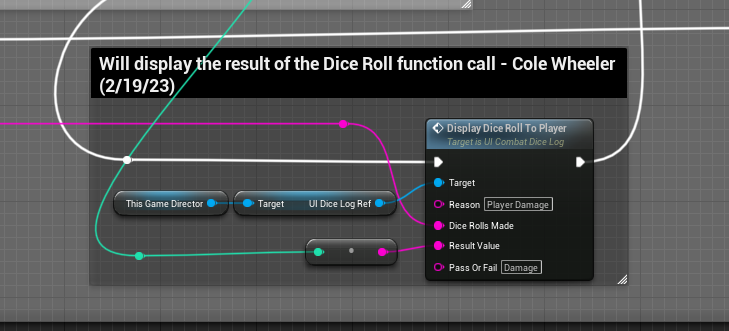 Will display the result of the Dice Roll function call - Cole Wheeler
(2/19/23)
Display Dice Roll To Player
Target is UI Combat Dice Log
Target
This Game Director
Target UI Dice Log Ref
Reason Player Damage
Dice Rolls Made
Result Value
Pass Or Fail Damage